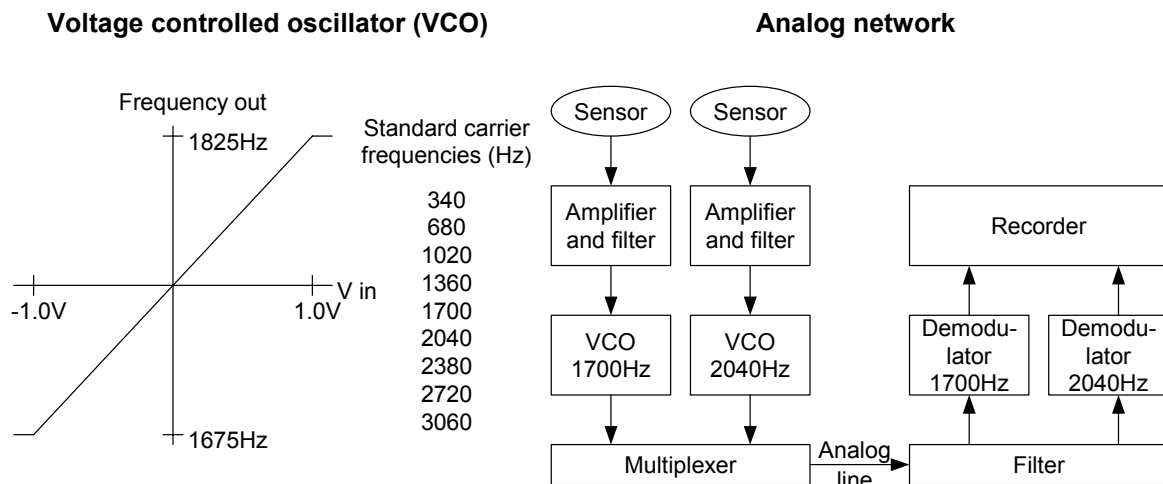 Voltage controlled oscillator (VCO)
Analog network
Frequency out
1825Hz
-1.0V
1.0V
V in
1675Hz
Standard carrier
frequencies (Hz)
340
680
1020
1360
1700
2040
2380
2720
3060
Sensor
Sensor
Amplifier
and filter
Amplifier
and filter
VCO
1700Hz
VCO
2040Hz
Multiplexer
Analog
line
Recorder
Demodu-
lator
1700Hz
Demodu-
lator
2040Hz
Filter